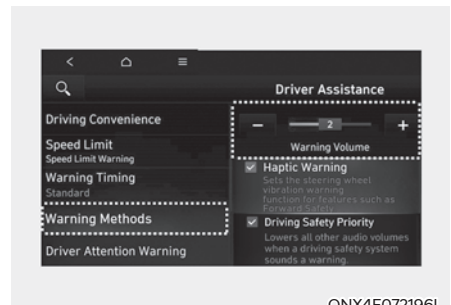 Driver Assistance
Driving Convenience
Speed Limit
Speed Limit Warning
Warning Timing
Standard
Warning Methods
Driver Attention Warning
2
Warning Volume
Haptic Warning
Sets the steering wheel
vibration warning
function for features such as
Forward Safety
Driving Safety Priority
Lowers all other audio volumes
when a driving safety system
sounds a warning.
ONX4E072196L